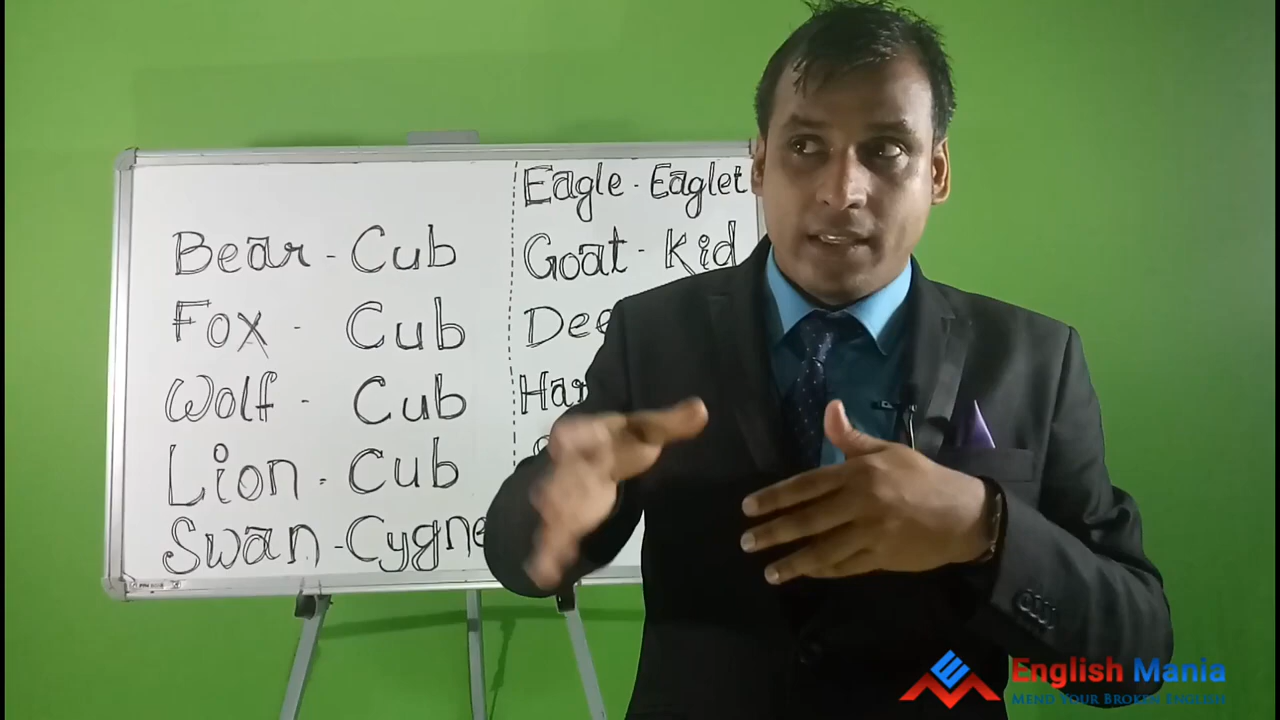 Bear - Cub
Fox - Cub
Wolf - Cub
Lion - Cub
Swan -
Eagle - Eaglet
Goat - Kid
English Mania
MEND YOUR BROKEN ENGLISH